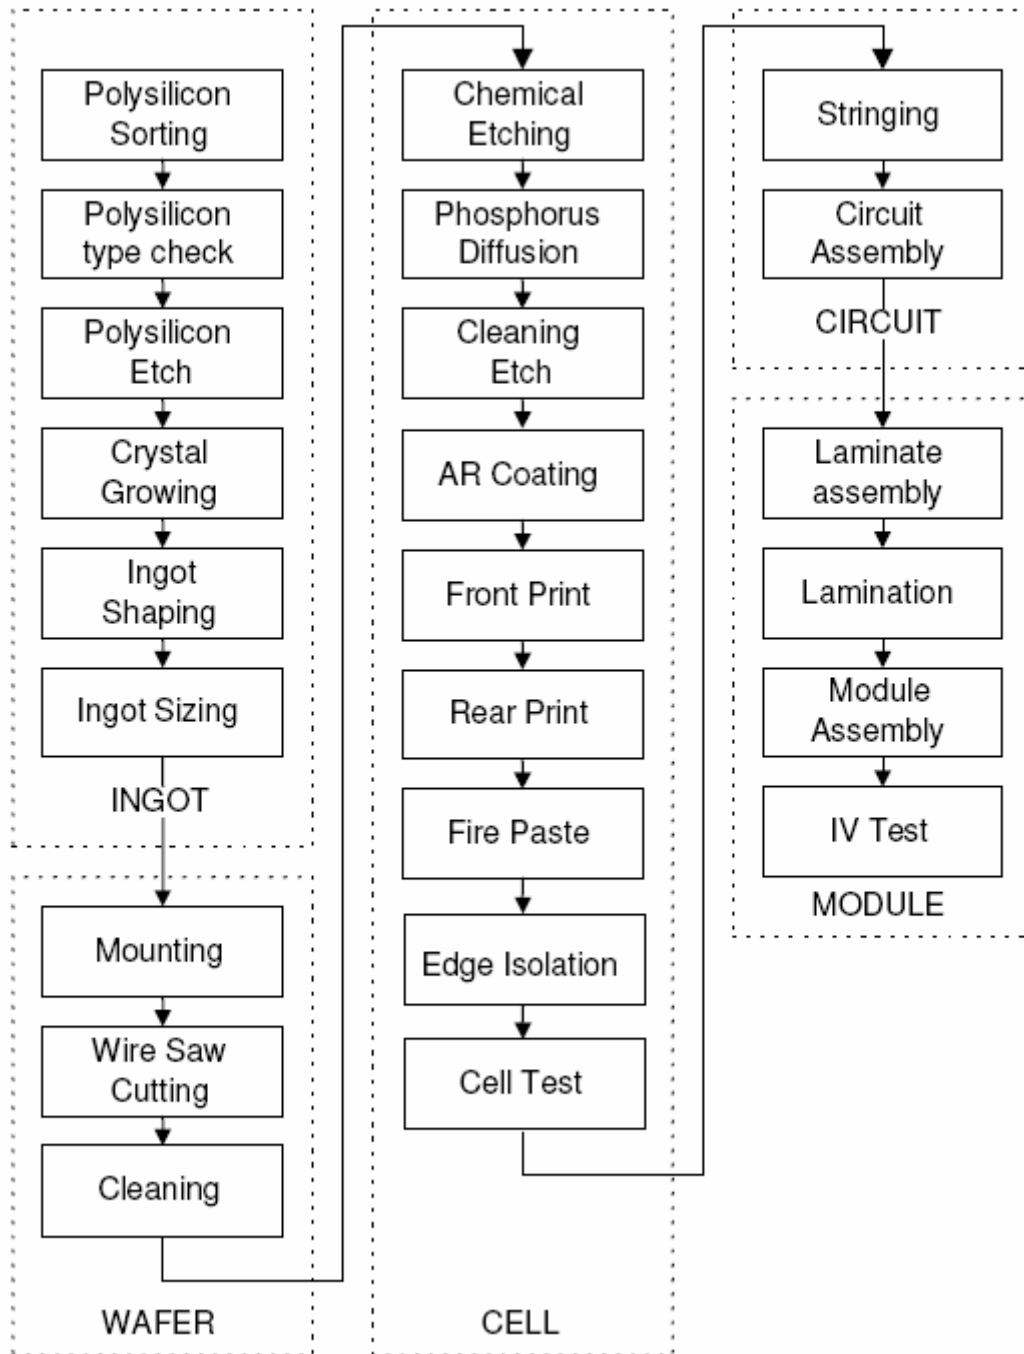 Polysilicon
Sorting
Polysilicon
type check
Polysilicon
Etch
Crystal
Growing
Ingot
Shaping
Ingot Sizing
INGOT
Mounting
Wire Saw
Cutting
Cleaning
WAFER
Chemical
Etching
Phosphorus
Diffusion
Cleaning
Etch
AR Coating
Front Print
Rear Print
Fire Paste
Edge Isolation
Cell Test
CELL
Stringing
Circuit
Assembly
CIRCUIT
Laminate
assembly
Lamination
Module
Assembly
IV Test
MODULE